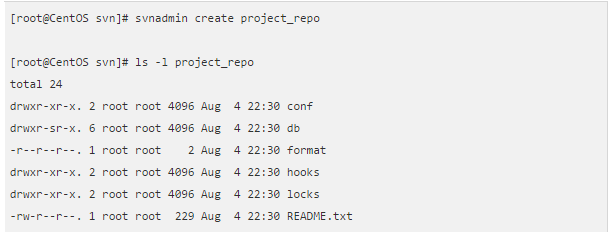 [root@CentOS svn]# svnadmin create project_repo
[root@CentOS svn]# ls -l project_repo
total 24
drwxr-xr-x. 2 root root 4096 Aug  4 22:30 conf
drwxr-sr-x. 6 root root 4096 Aug  4 22:30 db
-r--r--r--. 1 root root    2 Aug  4 22:30 format
drwxr-xr-x. 2 root root 4096 Aug  4 22:30 hooks
drwxr-xr-x. 2 root root 4096 Aug  4 22:30 locks
-rw-r--r--. 1 root root  229 Aug  4 22:30 README.txt